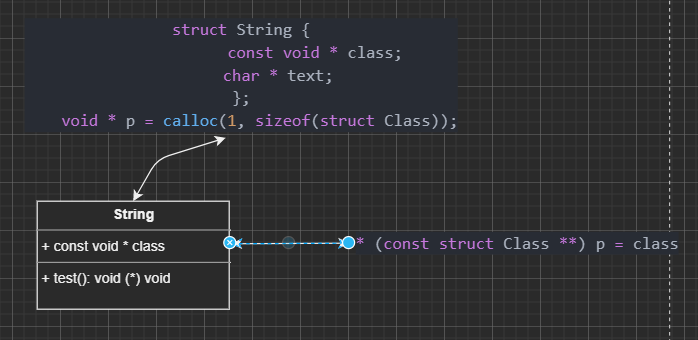 struct String {
const void * class;
char * text;
};
void * p = calloc(1, sizeof(struct Class));
String
+ const void * class
* (const struct Class **) p = class
+ test(): void (*) void